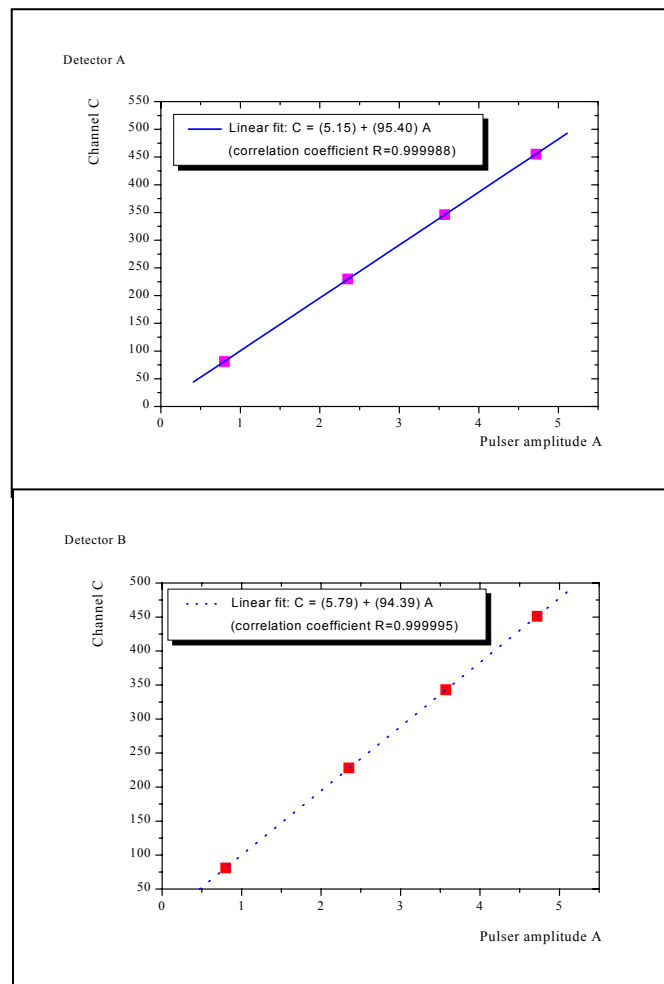 Detector A
Channel C
550
500
450
400
350
300
250
200
150
100
50
0
Linear fit: C = (5.15) + (95.40) A
(correlation coefficient R=0.999988)
0 1 2 3 4 5
Pulser amplitude A
Detector B
Channel C
500
450
400
350
300
250
200
150
100
50
Linear fit: C = (5.79) + (94.39) A
(correlation coefficient R=0.999995)
0 1 2 3 4 5
Pulser amplitude A